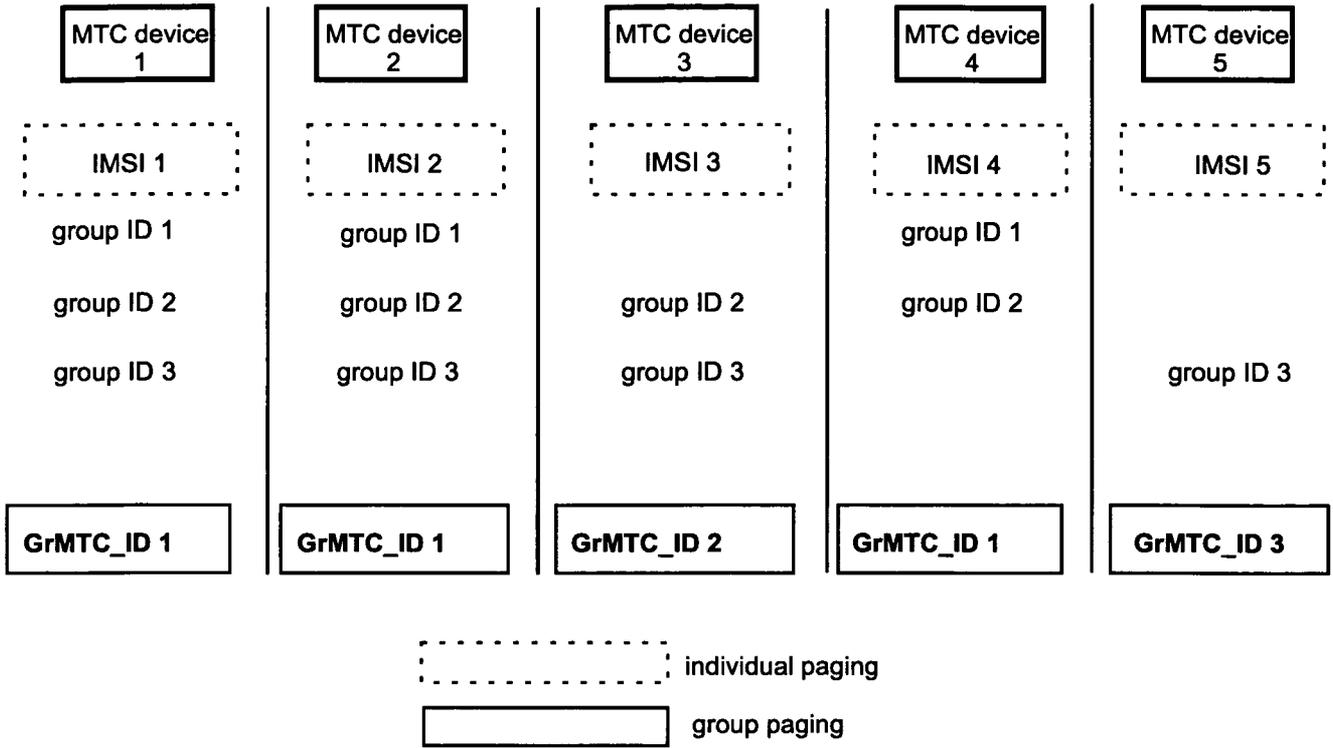 MTC device 1
MTC device 2
MTC device 3
MTC device 4
MTC device 5
IMSI 1
IMSI 2
IMSI 3
IMSI 4
IMSI 5
group ID 1
group ID 1
group ID 1
group ID 2
group ID 2
group ID 2
group ID 2
group ID 3
group ID 3
group ID 3
group ID 3
GrMTC_ID 1
GrMTC_ID 1
GrMTC_ID 2
GrMTC_ID 1
GrMTC_ID 3
individual paging
group paging